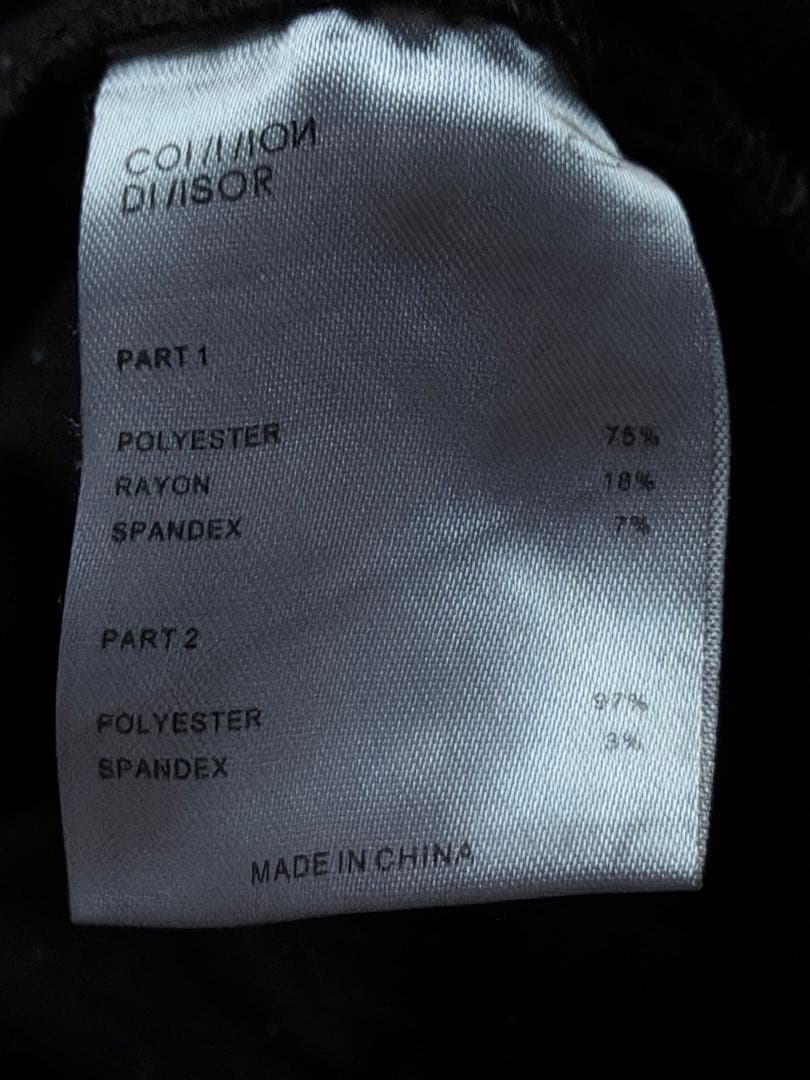 COMMON
DIVISOR
PART 1
POLYESTER 75%
RAYON 18%
SPANDEX 7%
PART 2
POLYESTER 97%
SPANDEX 3%
MADE IN CHINA